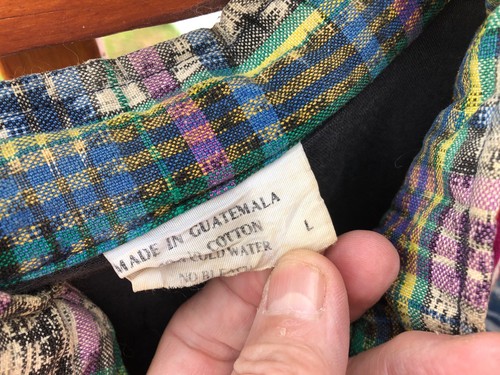 MADE IN GUATEMALA
COTTON L
COLD WATER
NO BLEACH